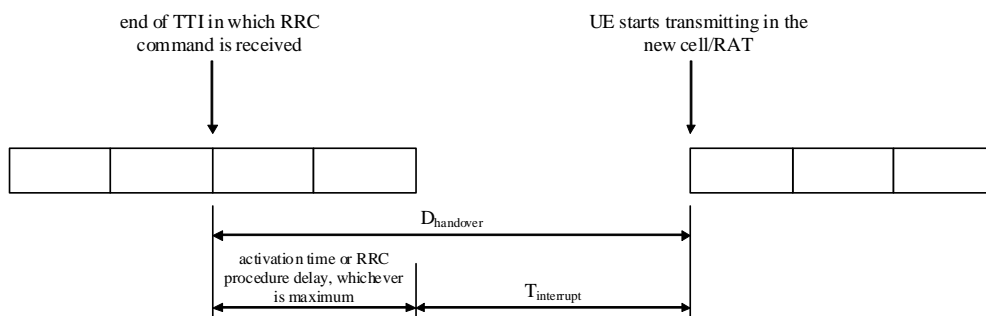 end of TTI in which RRC
command is received
UE starts transmitting in the
new cell/RAT
Dhandover
activation time or RRC
procedure delay, whichever
is maximum
Tinterrupt